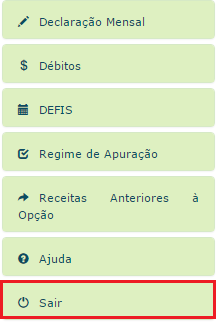 Declaração Mensal
Débitos
DEFIS
Regime de Apuração
Receitas Anteriores à
Opção
Ajuda
Sair